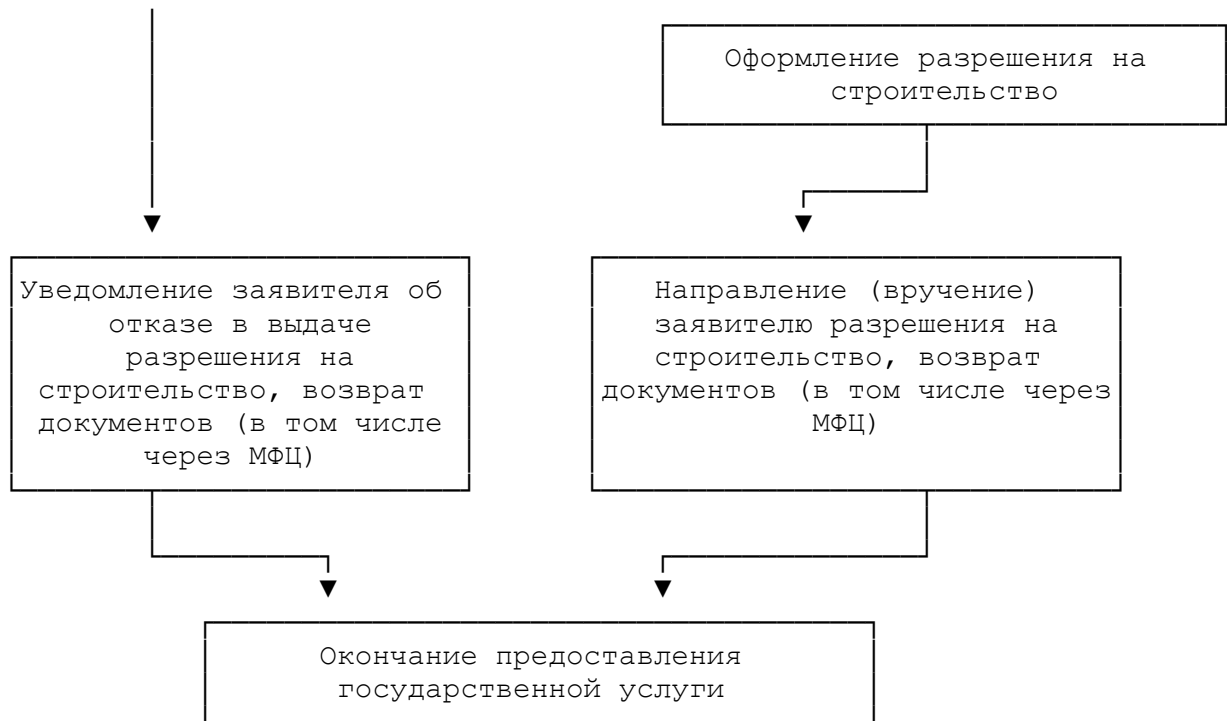 Оформление разрешения на
строительство
Уведомление заявителя об
отказе в выдаче
разрешения на
строительство, возврат
документов (в том числе
через МФЦ)
Направление (вручение)
заявителю разрешения на
строительство, возврат
документов (в том числе через
МФЦ)
Окончание предоставления
государственной услуги